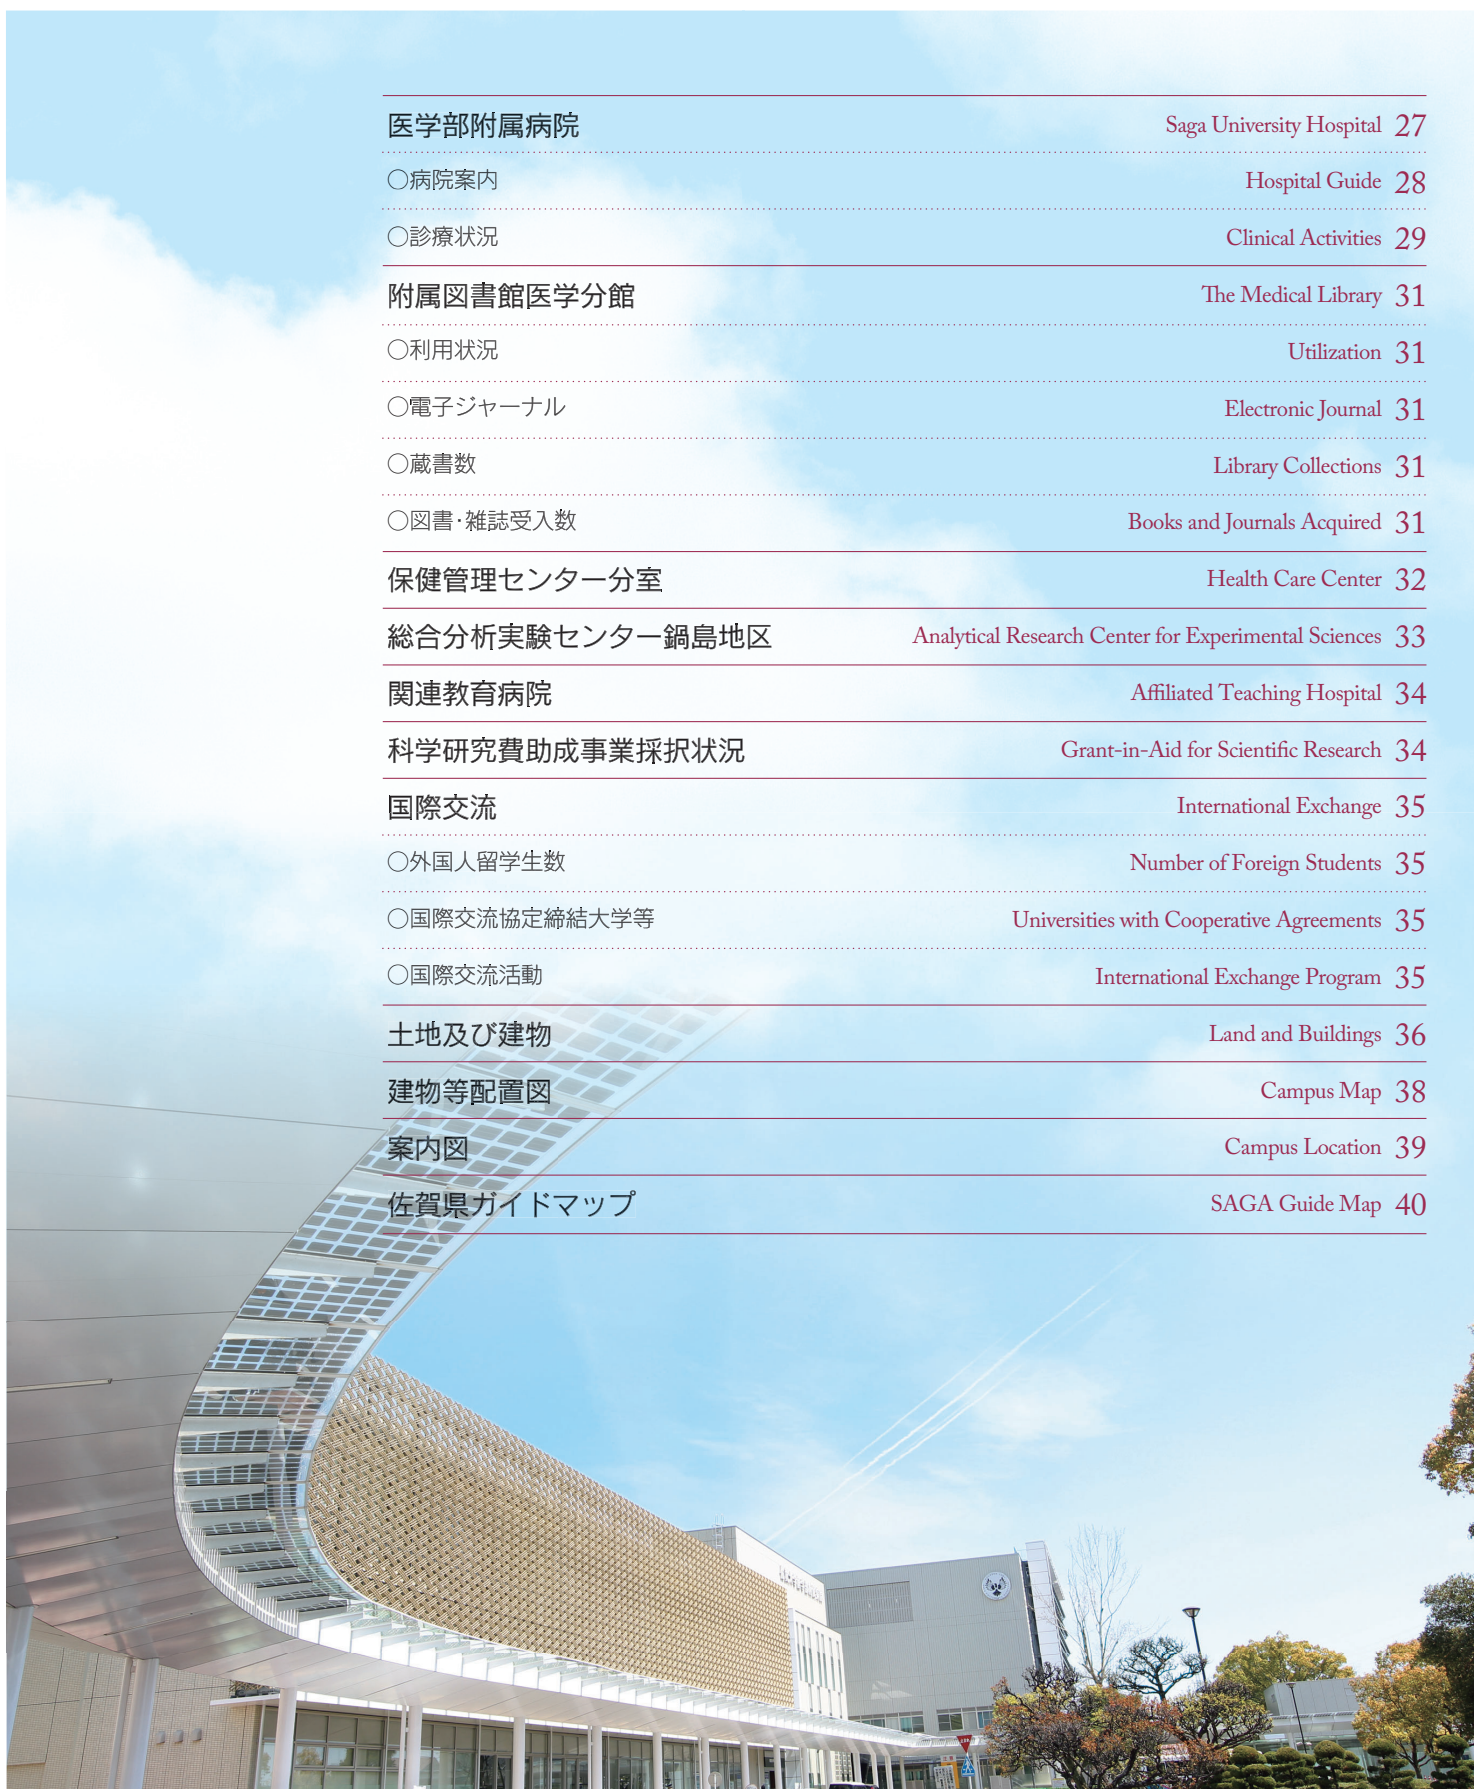 医学部附属病院 Saga University Hospital 27
○病院案内 Hospital Guide 28
○診療状況 Clinical Activities 29
附属図書館医学分館 The Medical Library 31
○利用状況 Utilization 31
○電子ジャーナル Electronic Journal 31
○蔵書数 Library Collections 31
○図書・雑誌受入数 Books and Journals Acquired 31
保健管理センター分室 Health Care Center 32
総合分析実験センター鍋島地区 Analytical Research Center for Experimental Sciences 33
関連教育病院 Affiliated Teaching Hospital 34
科学研究費助成事業採択状況 Grant-in-Aid for Scientific Research 34
国際交流 International Exchange 35
○外国人留学生数 Number of Foreign Students 35
○国際交流協定締結大学等 Universities with Cooperative Agreements 35
○国際交流活動 International Exchange Program 35
土地及び建物 Land and Buildings 36
建物等配置図 Campus Map 38
案内図 Campus Location 39
佐賀県ガイドマップ SAGA Guide Map 40